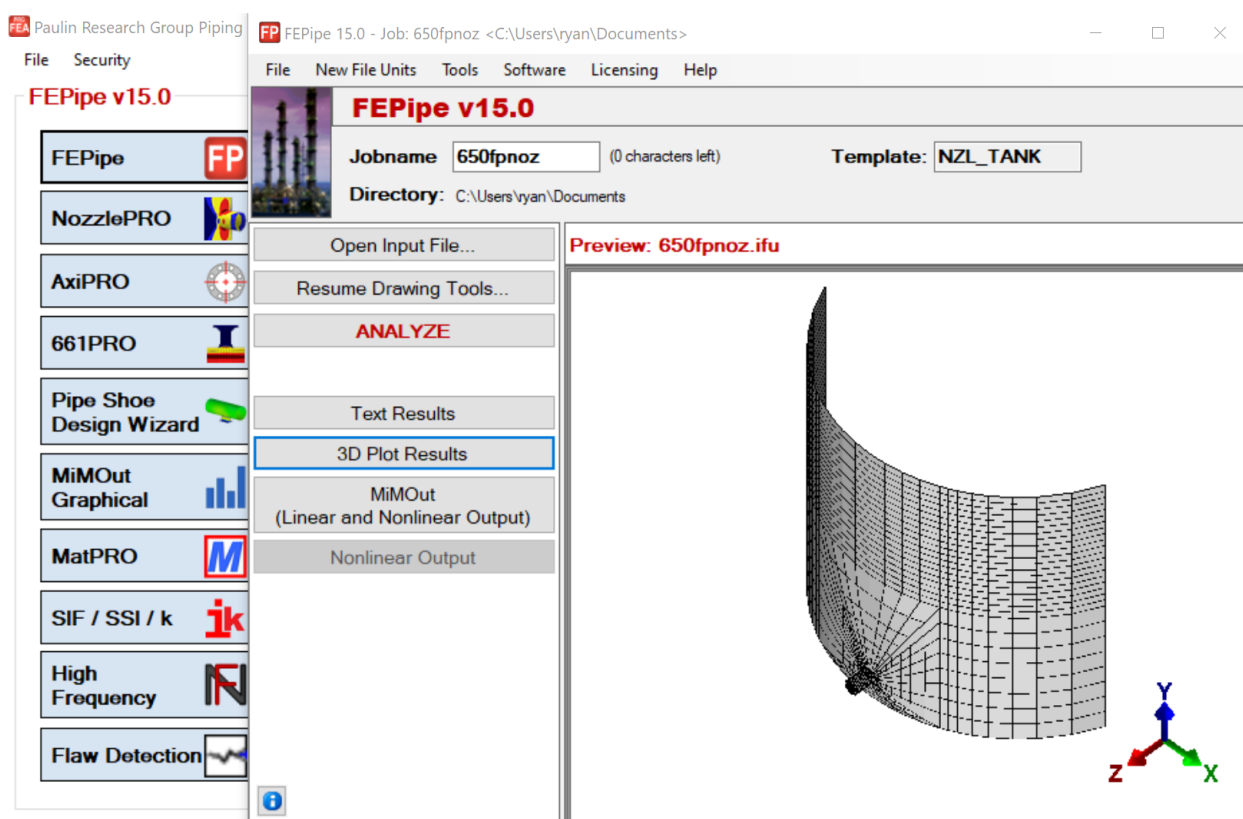 PRG
FEA
Paulin Research Group Piping
File Security
FEPipe v15.0
FEPipe
FP
NozzlePRO
AxiPRO
661PRO
Pipe Shoe
Design Wizard
MiMOut
Graphical
MatPRO
M
SIF / SSI / k
ik
High
Frequency
Flaw Detection
FP FEPipe 15.0 - Job: 650fpnoz <C:\Users\ryan\Documents>
File New File Units Tools Software Licensing Help
FEPipe v15.0
Jobname 650fpnoz (0 characters left) Template: NZL_TANK
Directory: C:\Users\ryan\Documents
Open Input File...
Resume Drawing Tools...
ANALYZE
Text Results
3D Plot Results
MiMOut
(Linear and Nonlinear Output)
Nonlinear Output
i
Preview: 650fpnoz.ifu
Y
Z
X